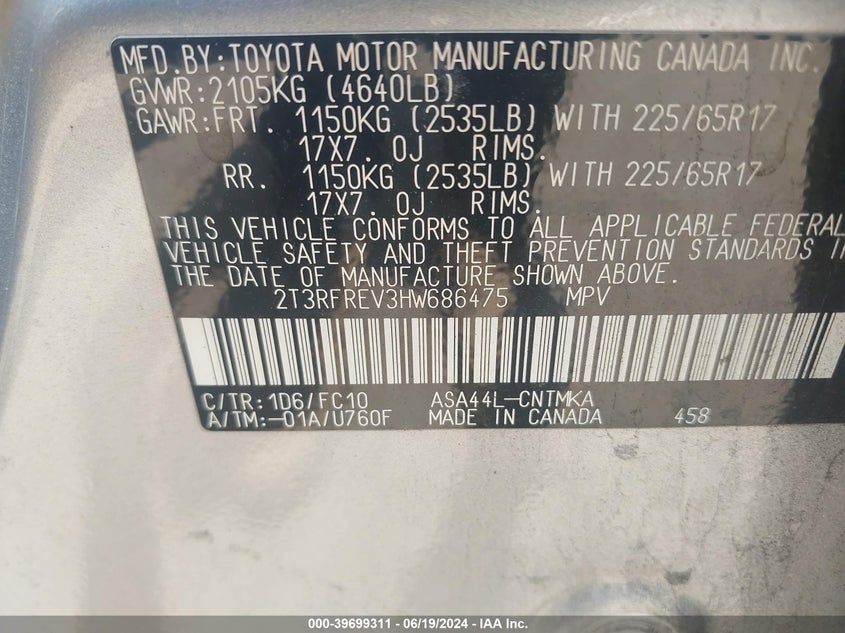 MFD.BY:TOYOTA MOTOR MANUFACTURING CANADA INC.
GVWR:2105KG (4640LB)
GAWR:FRT. 1150KG (2535LB) WITH 225/65R17
17X7. 0J RIMS.
RR. 1150KG (2535LB) WITH 225/65R17
17X7. 0J RIMS.
THIS VEHICLE CONFORMS TO ALL APPLICABLE FEDERAL
VEHICLE SAFETY AND THEFT PREVENTION STANDARDS
THE DATE OF MANUFACTURE SHOWN ABOVE.
2T3RFREV3HW686475 MPV
C/TR:1D6/FC10 ASA44L-CNTMKA
A/TM:-01A/U760F MADE IN CANADA 458
000-39699311 - 06/19/2024 - IAA Inc.